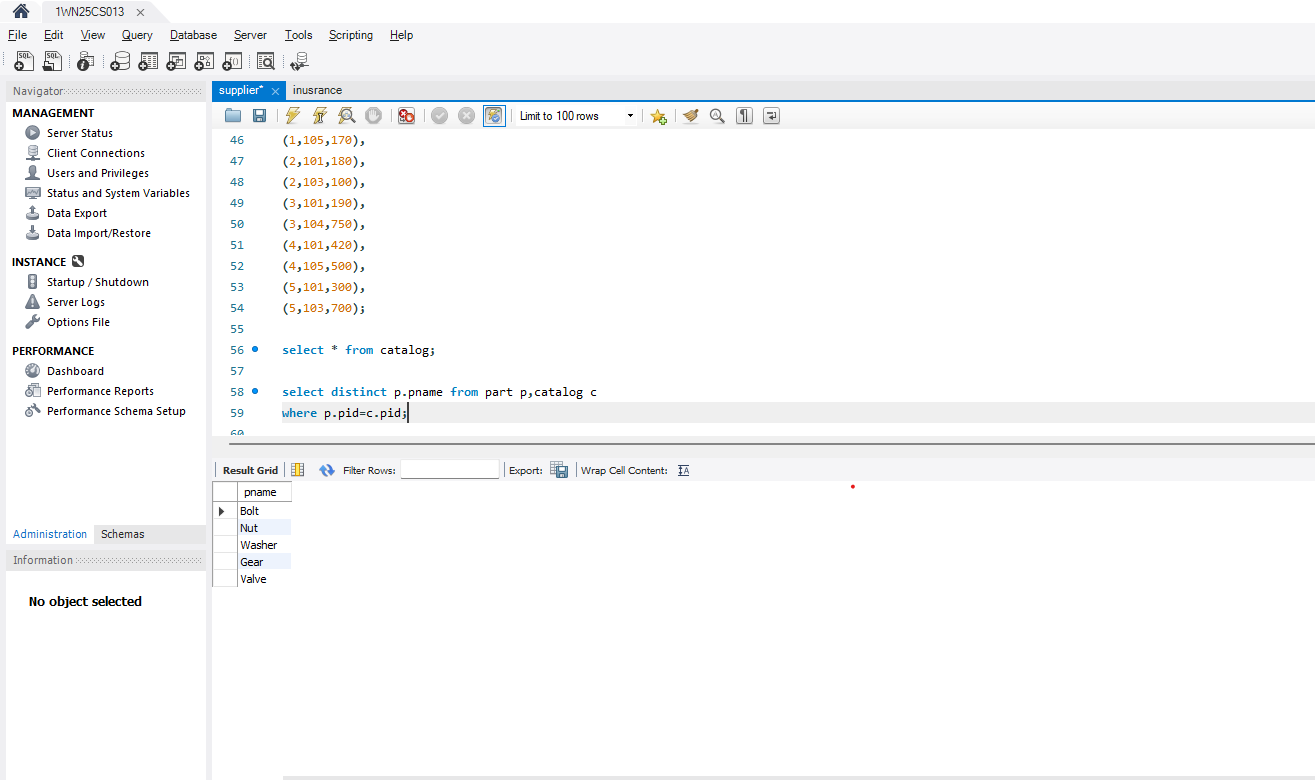 1WN25CS013
File Edit View Query Database Server Tools Scripting Help
Navigator
MANAGEMENT
Server Status
Client Connections
Users and Privileges
Status and System Variables
Data Export
Data Import/Restore
INSTANCE
Startup / Shutdown
Server Logs
Options File
PERFORMANCE
Dashboard
Performance Reports
Performance Schema Setup
Administration Schemas
Information
No object selected
supplier* inusrance
Limit to 100 rows
46 (1,105,170),
47 (2,101,180),
48 (2,103,100),
49 (3,101,190),
50 (3,104,750),
51 (4,101,420),
52 (4,105,500),
53 (5,101,300),
54 (5,103,700);
55
56 select * from catalog;
57
58 select distinct p.pname from part p,catalog c
59 where p.pid=c.pid;
60
Result Grid Filter Rows: Export: Wrap Cell Content:
pname
Bolt
Nut
Washer
Gear
Valve